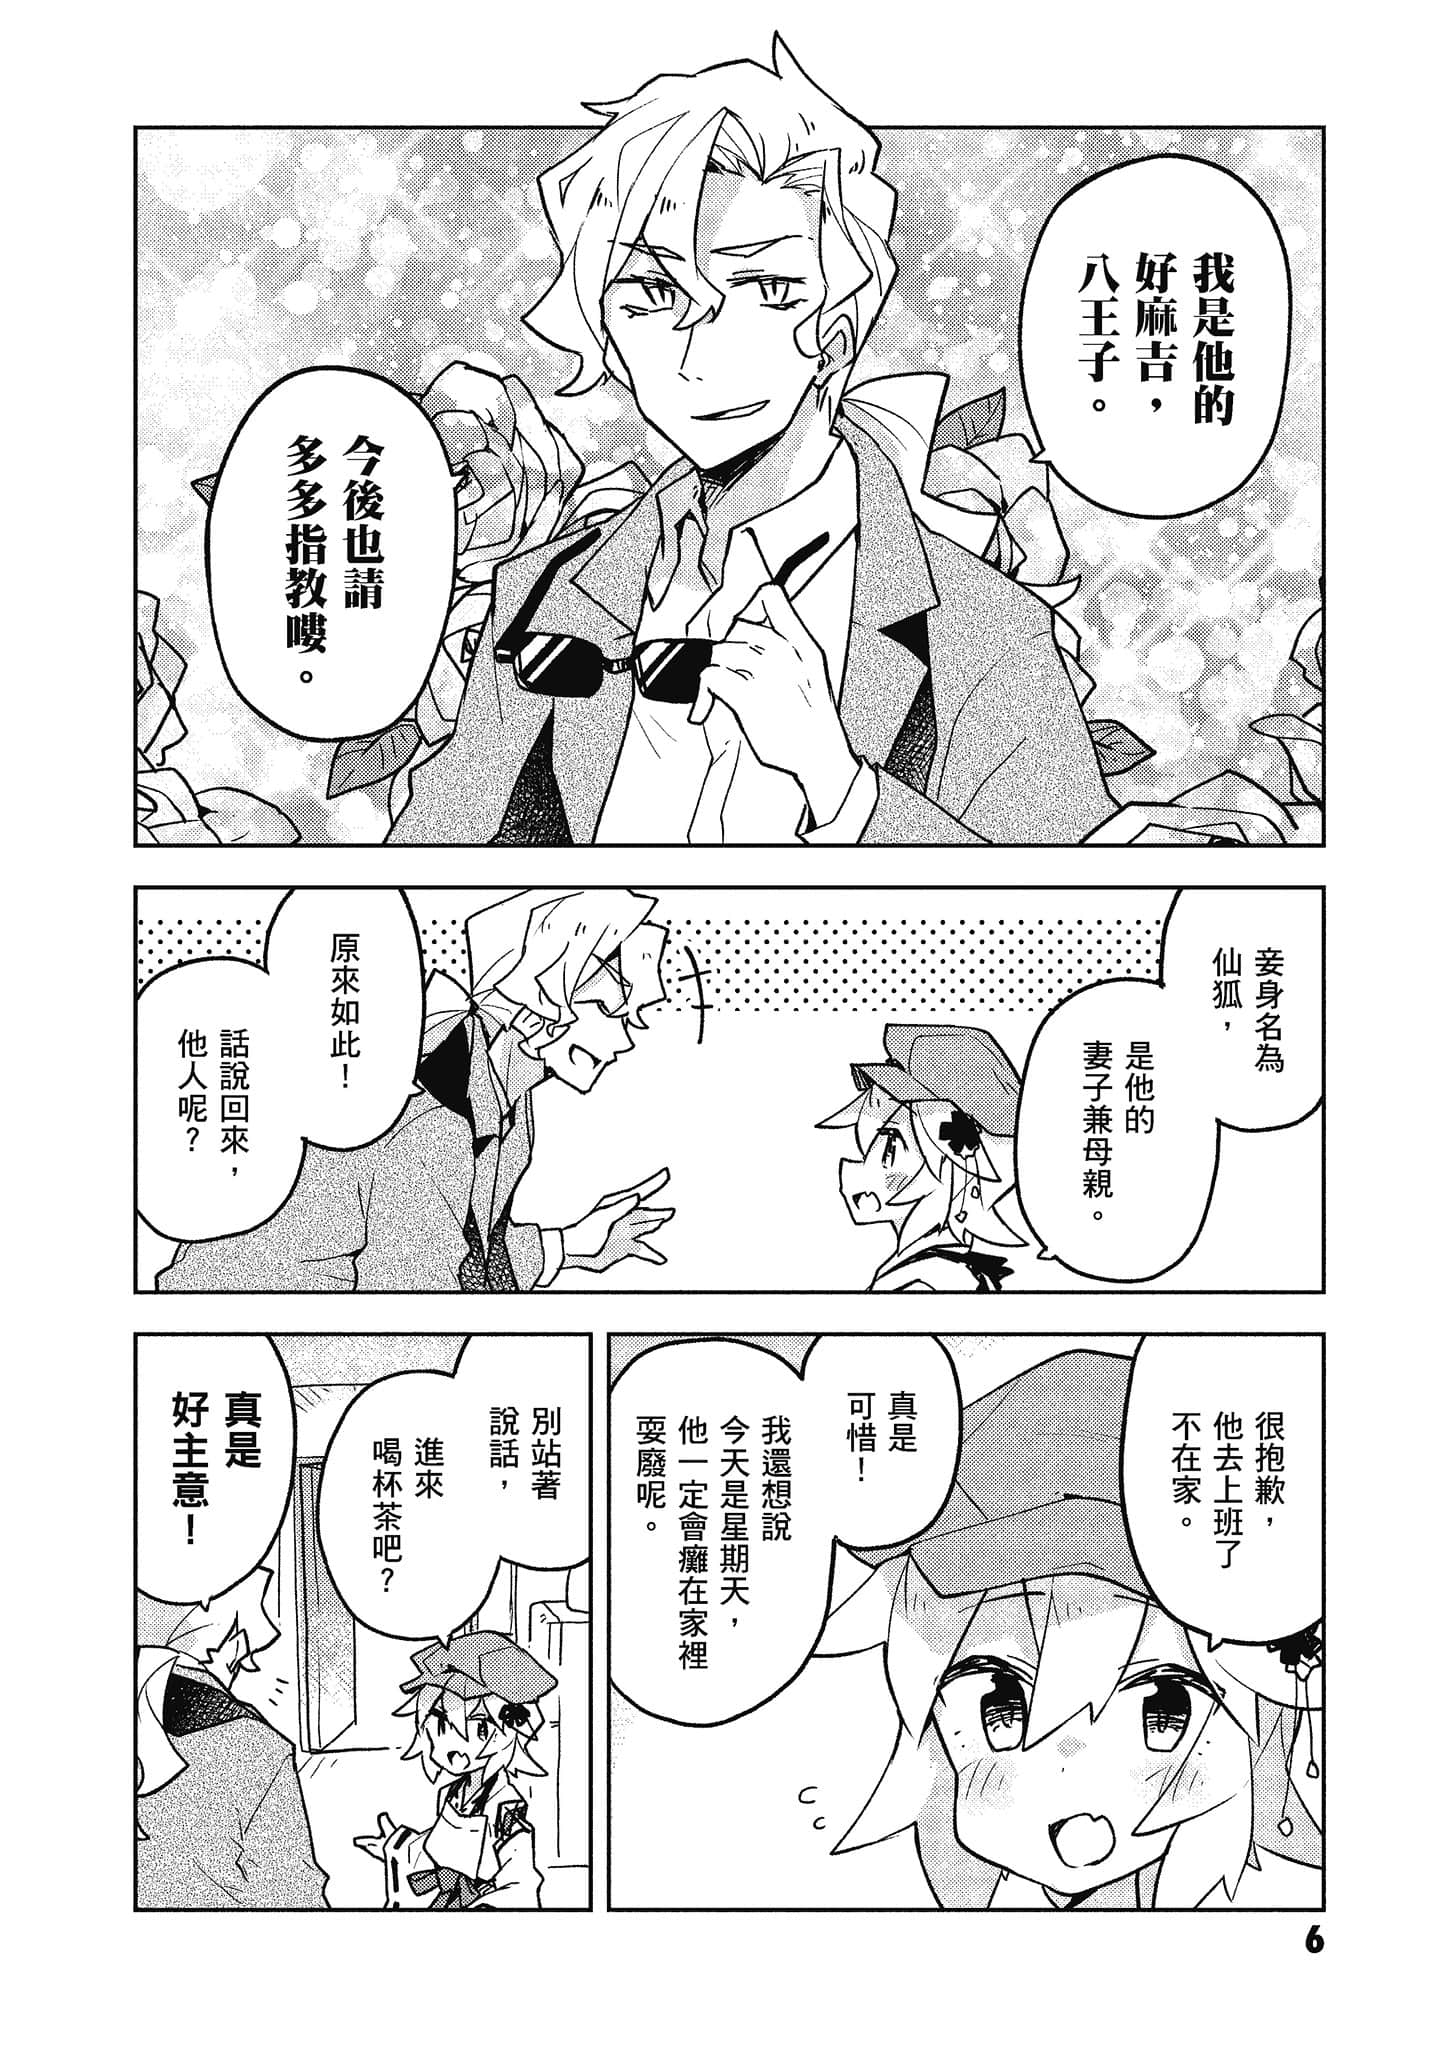 我是他的
好麻吉，
八王子。
今後也請
多多指教嘍。
妾身名為
仙狐，
是他的
妻子兼母親。
原來如此！
話說回來，
他人呢？
很抱歉，
他去上班了
不在家。
真是
可惜！
我還想說
今天是星期天，
他一定會癱在家裡
耍廢呢。
別站著
說話，
進來
喝杯茶吧？
真是
好主意！
6